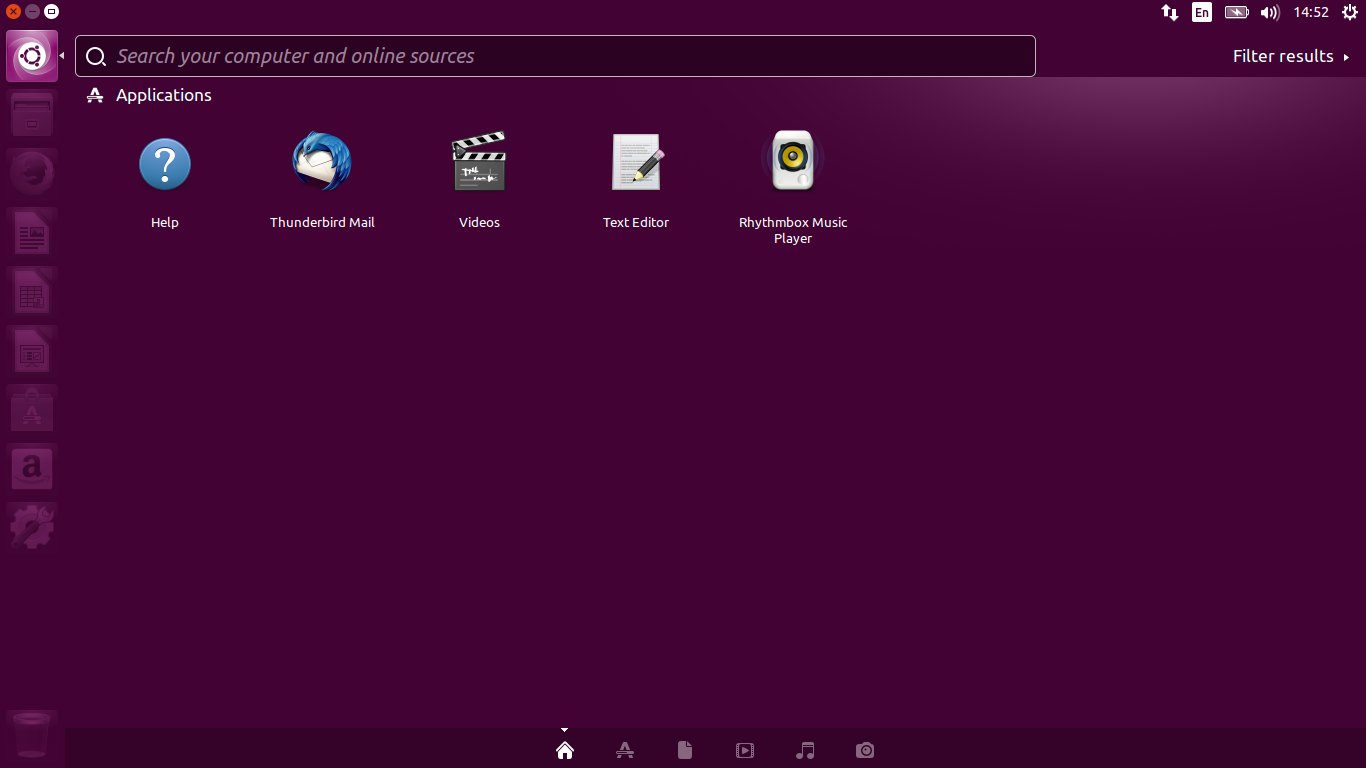 En
14:52
Search your computer and online sources
Filter results
Applications
Help
Thunderbird Mail
Videos
Text Editor
Rhythmbox Music
Player
a